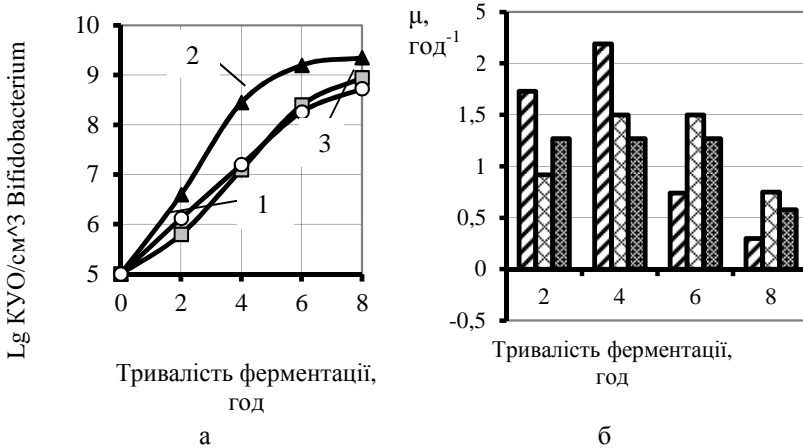 Lg КУО/см^3 Bifidobacterium
10
9
8
7
6
5
0
2
4
6
8
2
3
1
Тривалість ферментації,
год
а
μ,
год-1
5
2
1,5
1
0,5
0
-0,5
2
4
6
8
Тривалість ферментації,
год
б